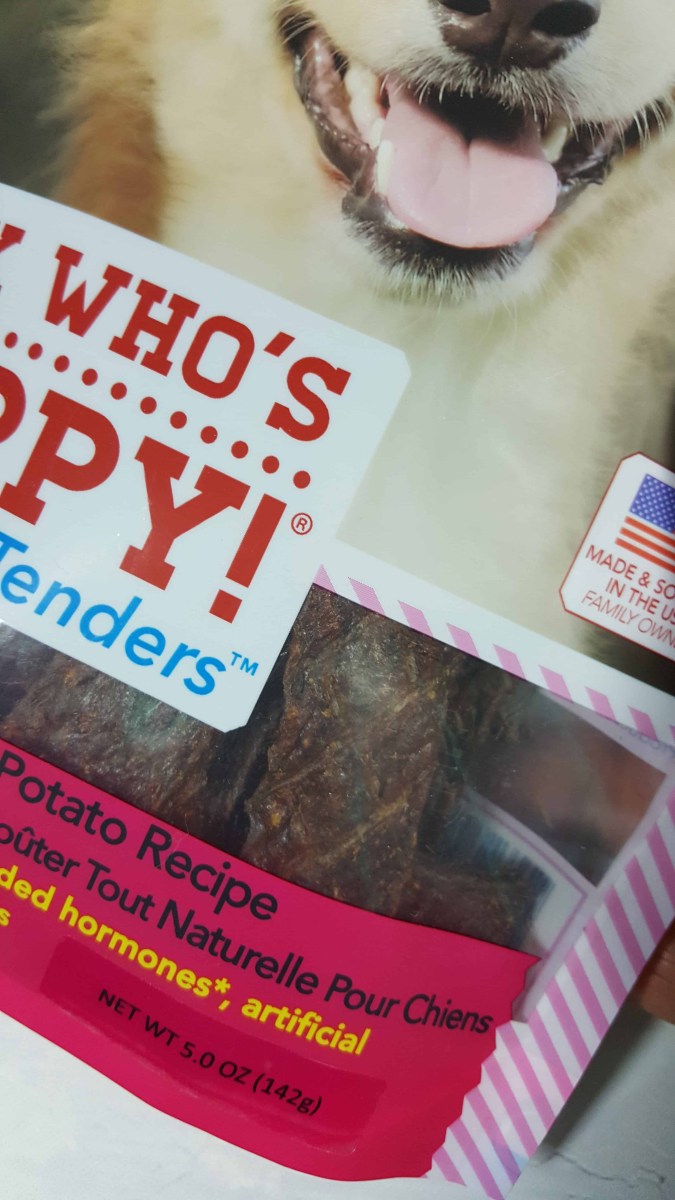 WHO'S
PPY!®
Tenders™
MADE & SO
IN THE US
FAMILY OWN
Potato Recipe
oûter Tout Naturelle Pour Chiens
ded hormones*, artificial
s
NET WT 5.0 OZ (142g)